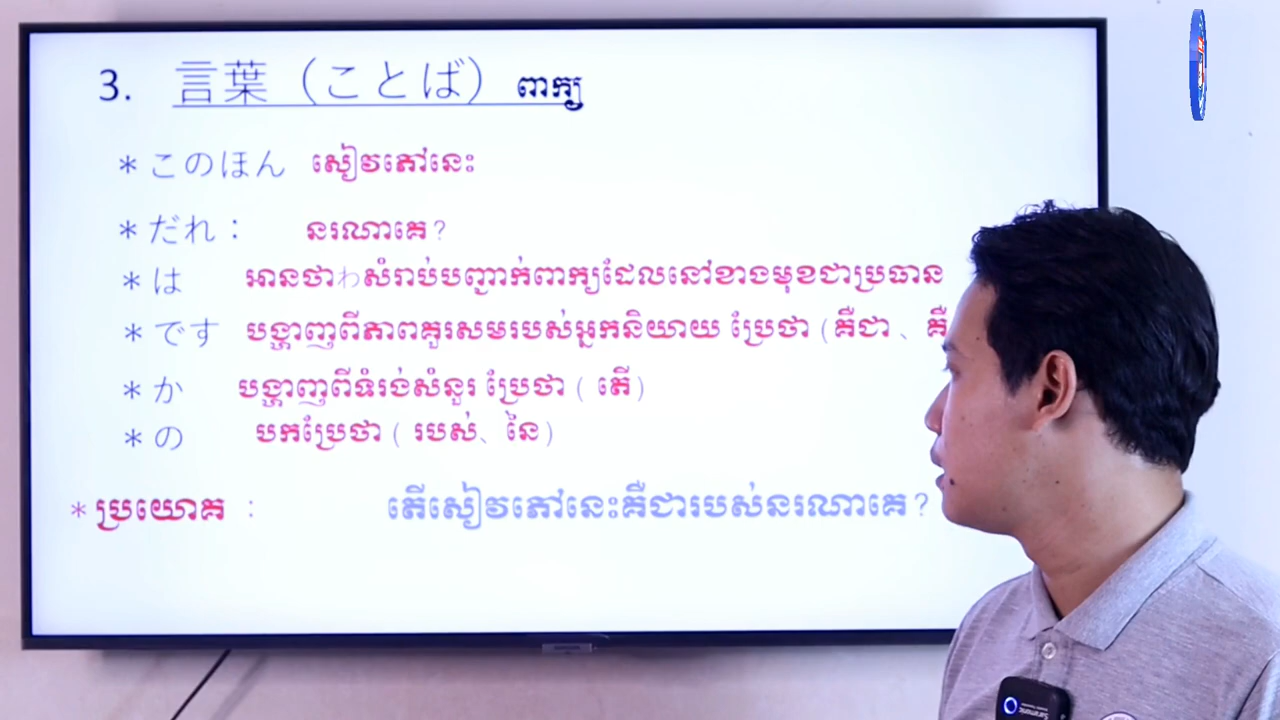 3. 言葉（ことば）ពាក្យ
* このほん សៀវភៅនេះ
* だれ： នរណាគេ?
* は អានថាわសំរាប់បញ្ជាក់ពាក្យដែលនៅខាងមុខជាប្រធាន
* です បង្ហាញពីភាពគួរសមរបស់អ្នកនិយាយ ប្រែថា (គឺជា 、 គឺ
* か បង្ហាញពីទំរង់សំនួរ ប្រែថា ( តើ)
* の បកប្រែថា ( របស់、 នៃ)
* ប្រយោគ : តើសៀវភៅនេះគឺជារបស់នរណាគេ?
Saramonic